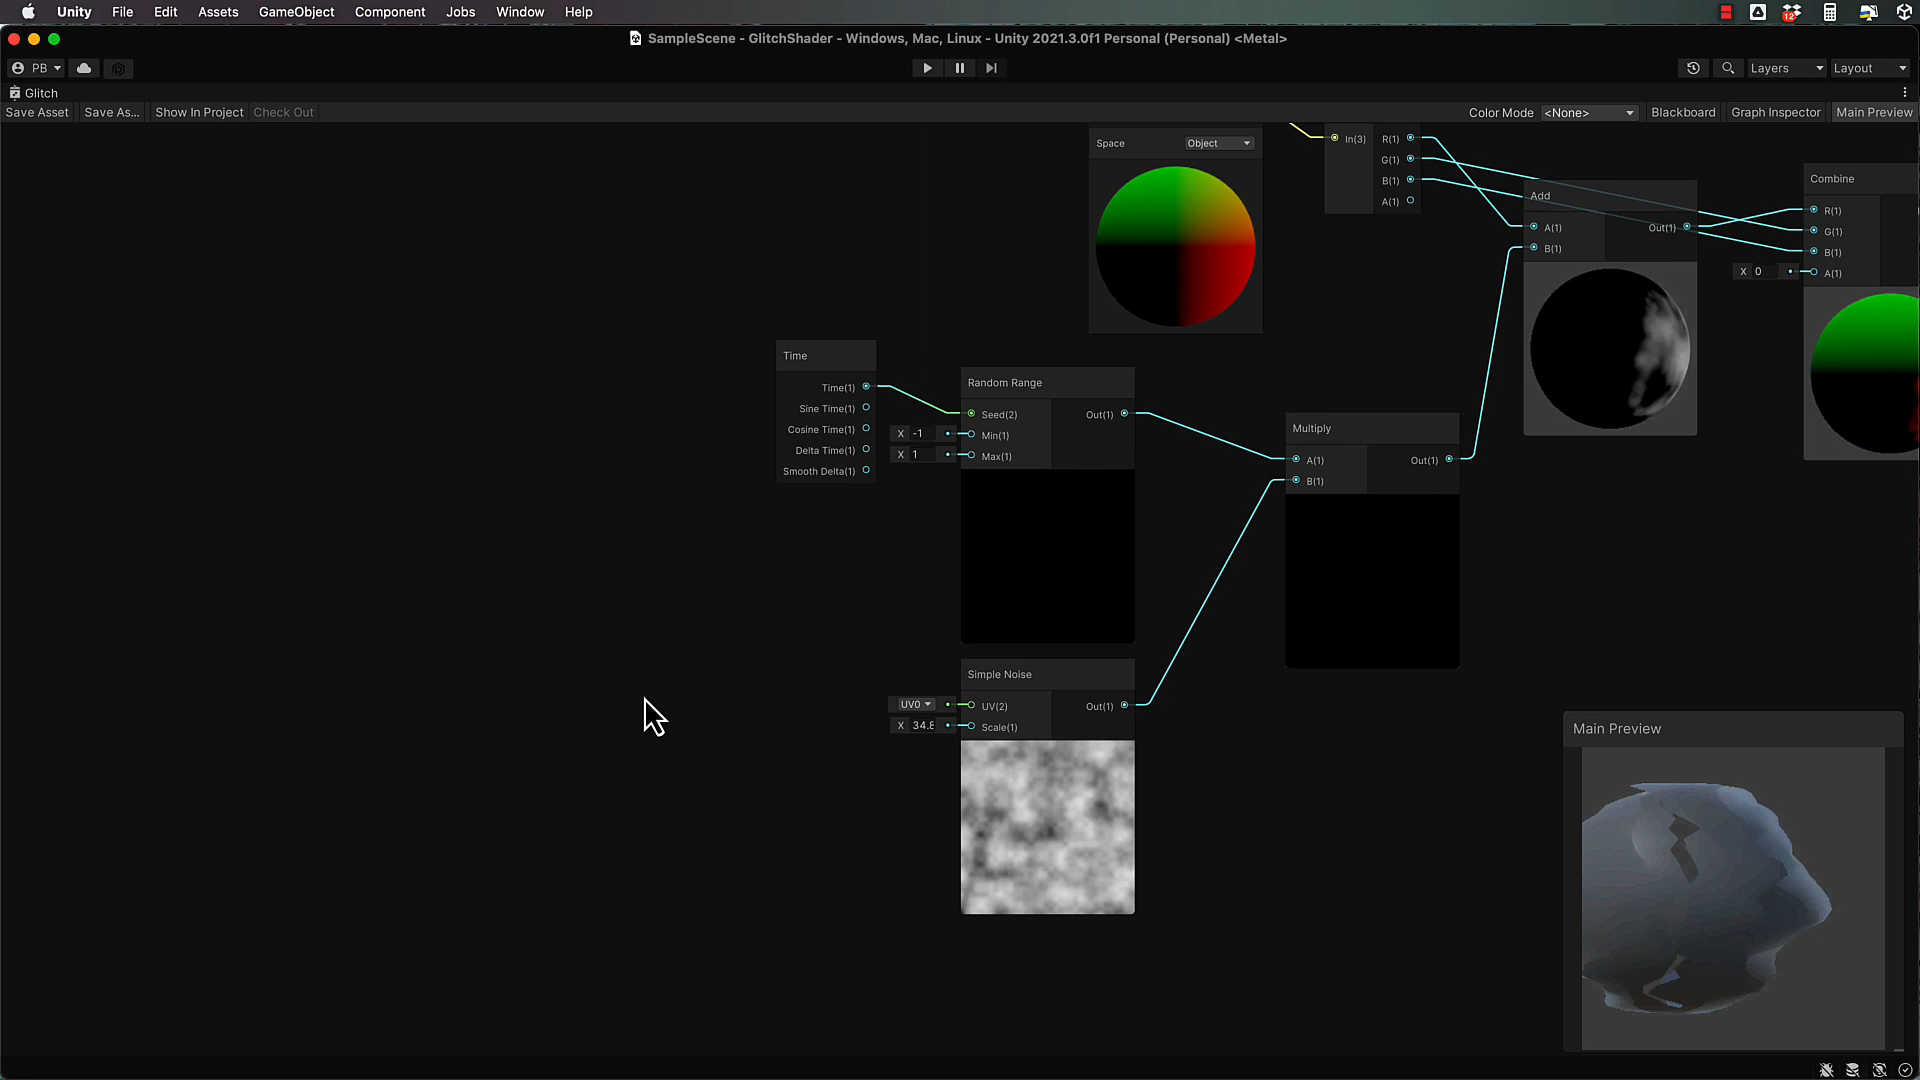 Unity File Edit Assets GameObject Component Jobs Window Help
12
SampleScene - GlitchShader - Windows, Mac, Linux - Unity 2021.3.0f1 Personal (Personal) <Metal>
PB
Layers Layout
Glitch
Save Asset Save As... Show In Project Check Out Color Mode <None> Blackboard Graph Inspector Main Preview
Space Object
In(3) R(1)
G(1)
B(1)
A(1)
Add
A(1) Out(1)
B(1)
Combine
R(1)
G(1)
B(1)
X 0 A(1)
Time
Time(1)
Sine Time(1)
Cosine Time(1)
Delta Time(1)
Smooth Delta(1)
Random Range
Seed(2) Out(1)
X -1 Min(1)
X 1 Max(1)
Multiply
A(1) Out(1)
B(1)
Simple Noise
UV0 UV(2) Out(1)
X 34.8 Scale(1)
Main Preview